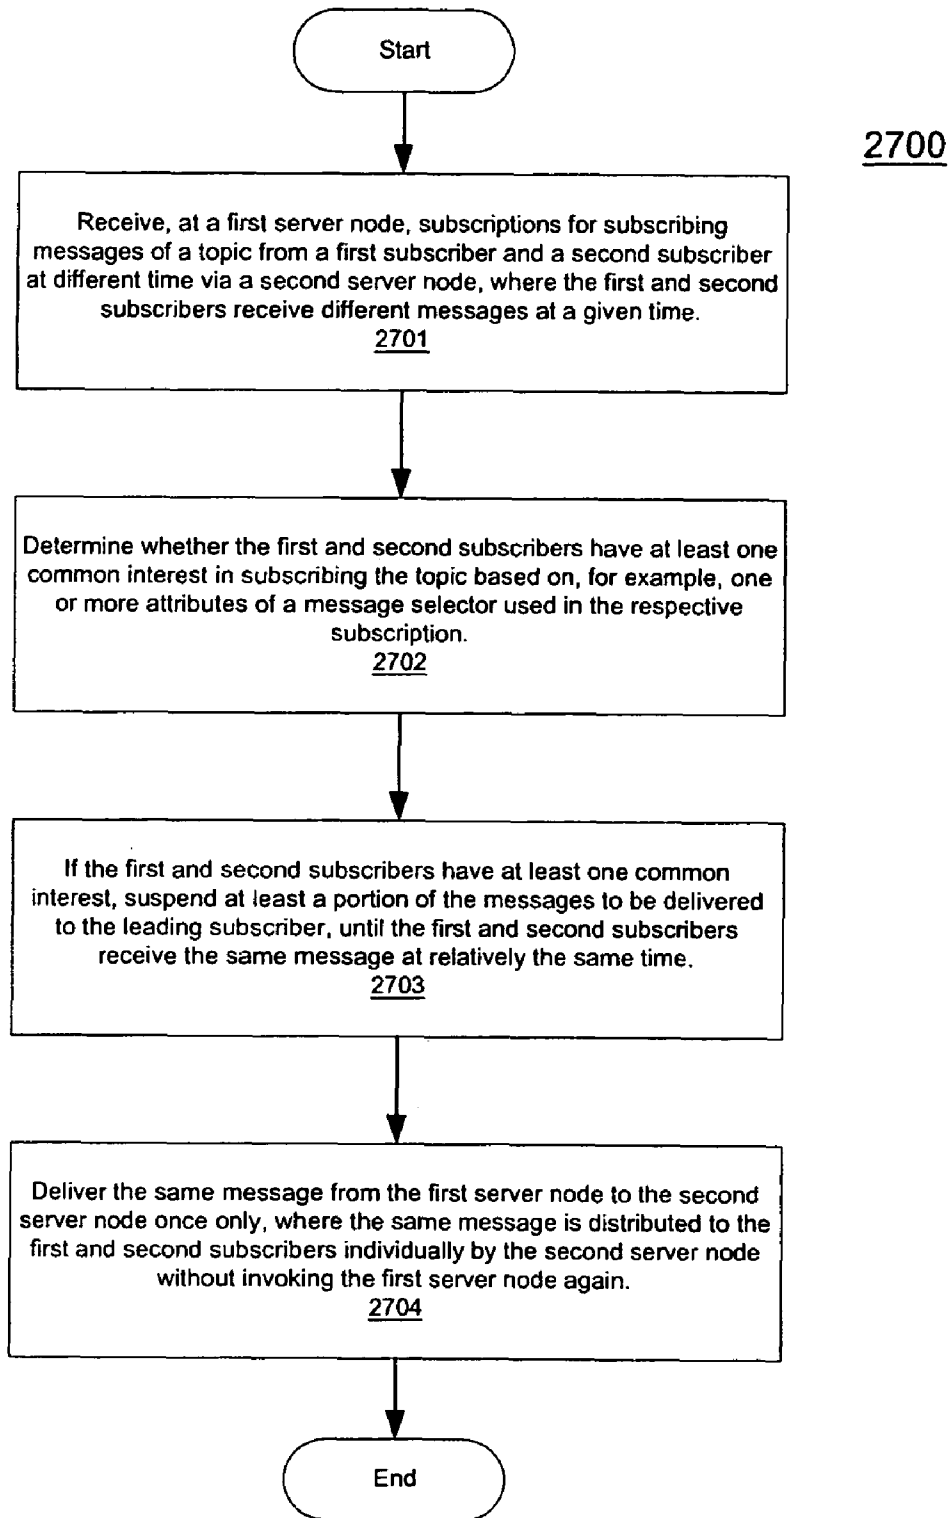 Start
2700
Receive, at a first server node, subscriptions for subscribing
messages of a topic from a first subscriber and a second subscriber
at different time via a second server node, where the first and second
subscribers receive different messages at a given time.
2701
Determine whether the first and second subscribers have at least one
common interest in subscribing the topic based on, for example, one
or more attributes of a message selector used in the respective
subscription.
2702
If the first and second subscribers have at least one common
interest, suspend at least a portion of the messages to be delivered
to the leading subscriber, until the first and second subscribers
receive the same message at relatively the same time.
2703
Deliver the same message from the first server node to the second
server node once only, where the same message is distributed to the
first and second subscribers individually by the second server node
without invoking the first server node again.
2704
End